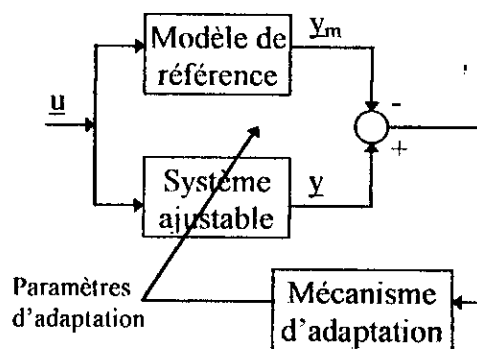 Modèle de
référence
y_m
u
-
+
Système
ajustable
y
Paramètres
d'adaptation
Mécanisme
d'adaptation